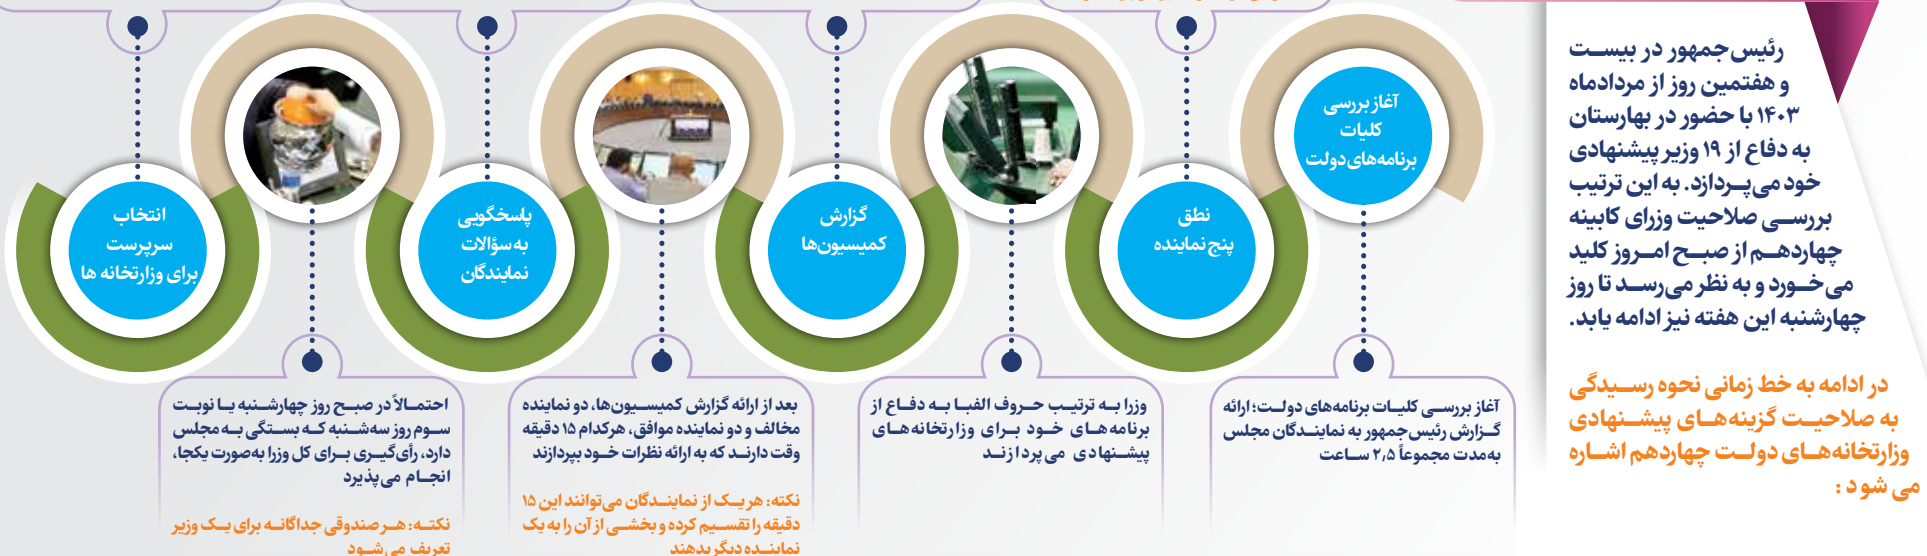 رئیس‌جمهور در بیست
و هفتمین روز از مردادماه
۱۴۰۳ با حضور در بهارستان
به دفاع از ۱۹ وزیر پیشنهادی
خود می‌پردازد. به این ترتیب
بررسی صلاحیت وزرای کابینه
چهاردهم از صبح امروز کلید
می‌خورد و به نظر می‌رسد تا روز
چهارشنبه این هفته نیز ادامه یابد.
در ادامه به خط زمانی نحوه رسیدگی
به صلاحیت گزینه‌های پیشنهادی
وزارتخانه‌های دولت چهاردهم اشاره
می شود :
آغاز بررسی
کلیات
برنامه‌های دولت
آغاز بررسی کلیات برنامه‌های دولت؛ ارائه
گزارش رئیس‌جمهور به نمایندگان مجلس
به‌مدت مجموعاً ۲٫۵ ساعت
نطق
پنج نماینده
وزرا به ترتیب حروف الفبا به دفاع از
برنامه‌های خود برای وزارتخانه‌های
پیشنهادی می‌پردازند
گزارش
کمیسیون‌ها
بعد از ارائه گزارش کمیسیون‌ها، دو نماینده
مخالف و دو نماینده موافق، هرکدام ۱۵ دقیقه
وقت دارند که به ارائه نظرات خود بپردازند
نکته: هر یک از نمایندگان می‌توانند این ۱۵
دقیقه را تقسیم کرده و بخشی از آن را به یک
نماینده دیگر بدهند
پاسخگویی
به سؤالات
نمایندگان
احتمالاً در صبح روز چهارشنبه یا نوبت
سوم روز سه‌شنبه که بستگی به مجلس
دارد، رأی‌گیری برای کل وزرا به‌صورت یکجا،
انجام می‌پذیرد
نکته: هر صندوقی جداگانه برای یک وزیر
تعریف می‌شود
انتخاب
سرپرست
برای وزارتخانه ها